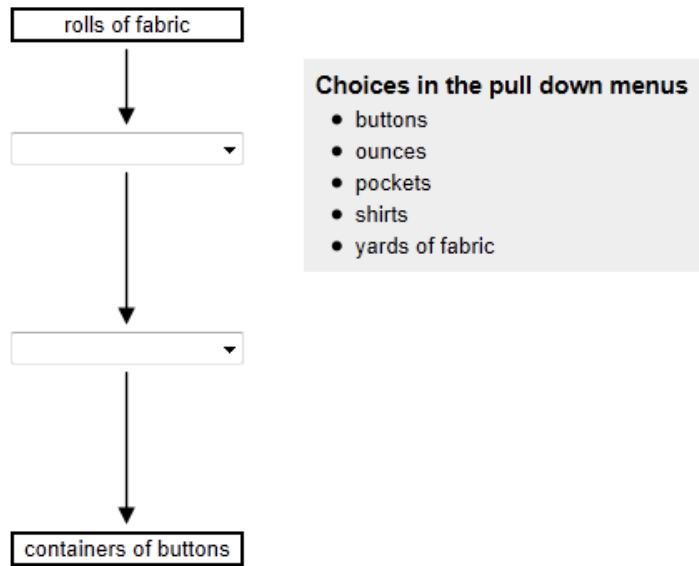 rolls of fabric
Choices in the pull down menus
buttons
ounces
pockets
shirts
yards of fabric
containers of buttons